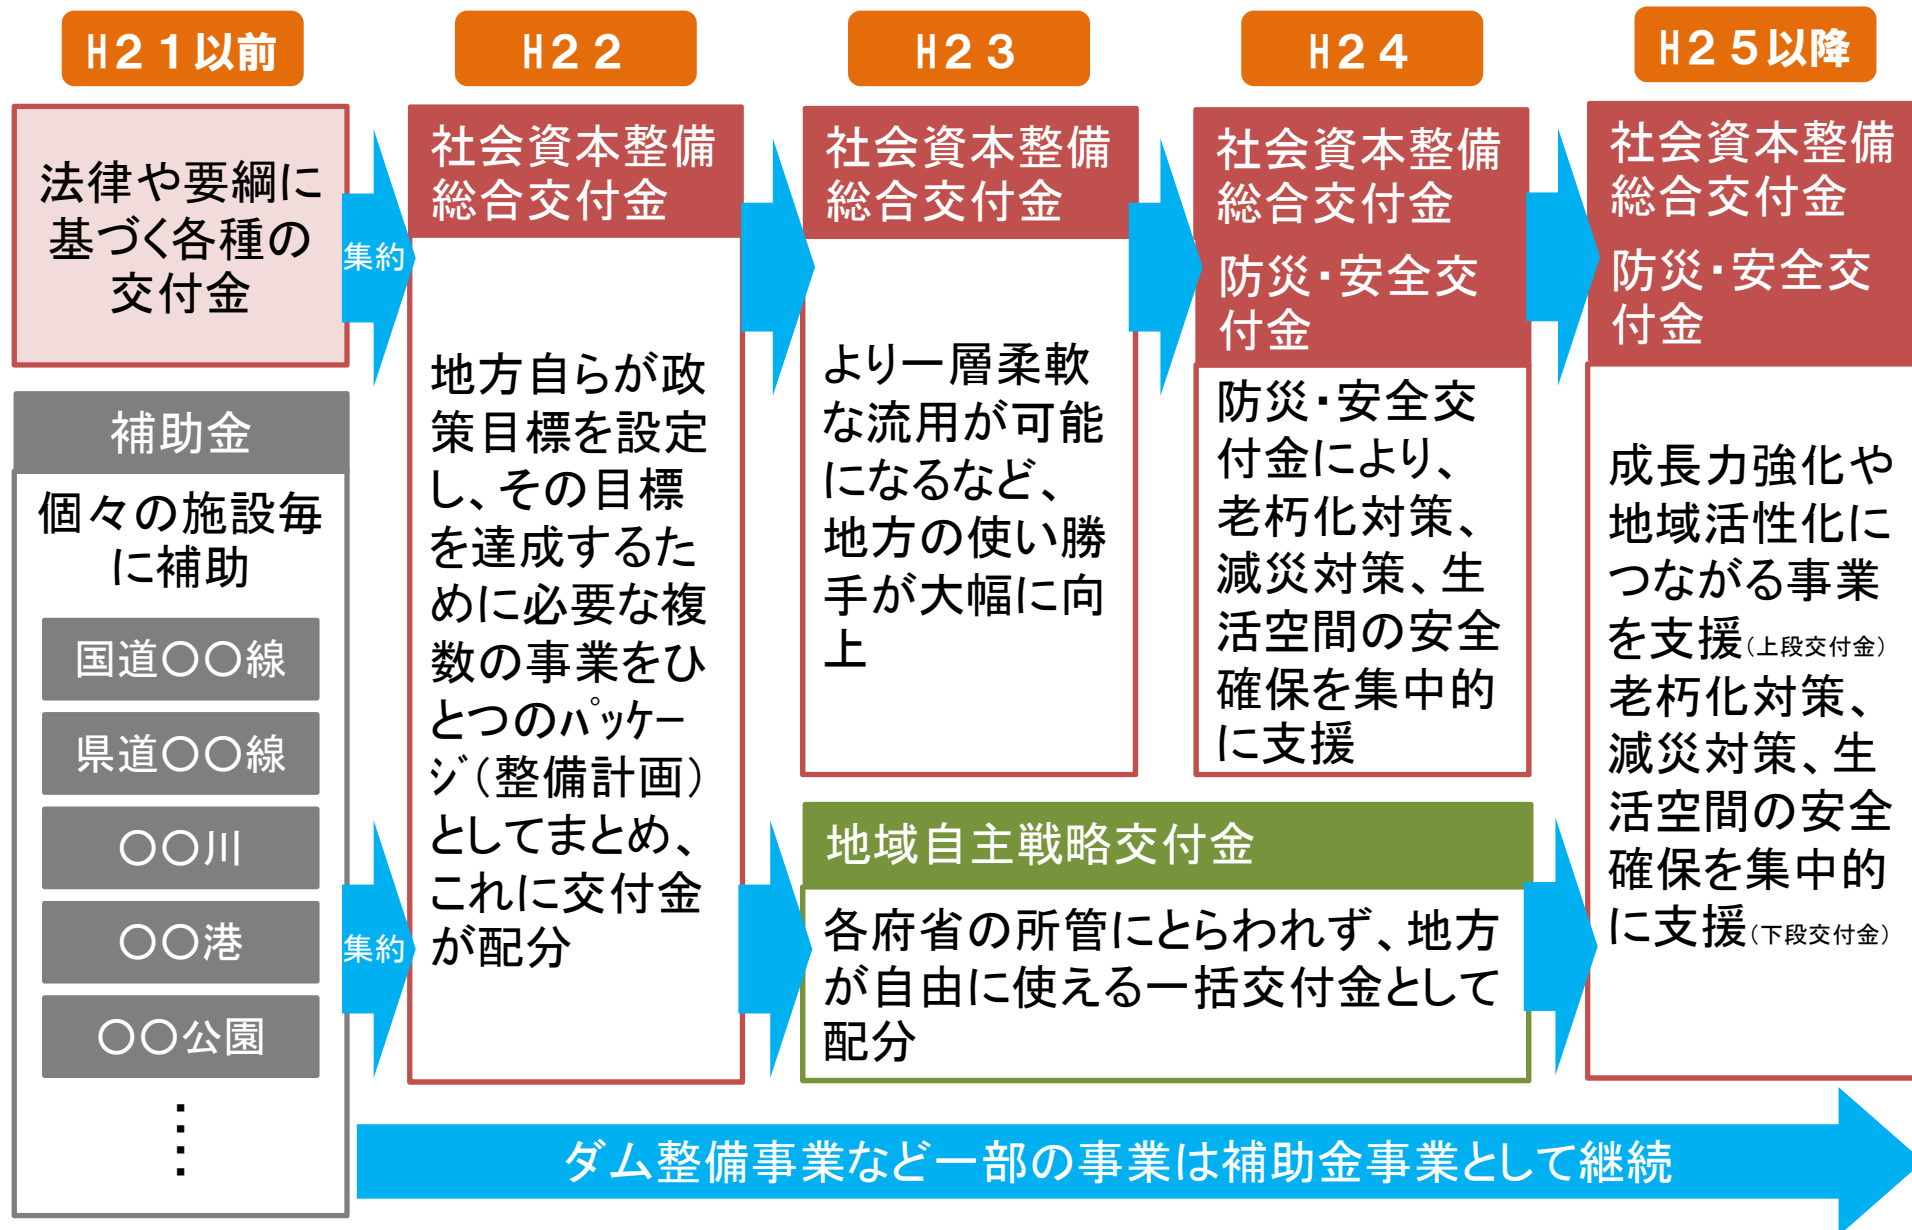 H21以前
H22
H23
H24
H25以降
法律や要綱に
基づく各種の
交付金
集約
補助金
個々の施設毎
に補助
国道〇〇線
県道〇〇線
〇〇川
〇〇港
〇〇公園
⋮
集約
社会資本整備
総合交付金
地方自らが政
策目標を設定
し、その目標
を達成するた
めに必要な複
数の事業をひ
とつのﾊﾟｯｹｰ
ｼﾞ(整備計画)
としてまとめ、
これに交付金
が配分
社会資本整備
総合交付金
より一層柔軟
な流用が可能
になるなど、
地方の使い勝
手が大幅に向
上
社会資本整備
総合交付金
防災・安全交
付金
防災・安全交
付金により、
老朽化対策、
減災対策、生
活空間の安全
確保を集中的
に支援
地域自主戦略交付金
各府省の所管にとらわれず、地方
が自由に使える一括交付金として
配分
社会資本整備
総合交付金
防災・安全交
付金
成長力強化や
地域活性化に
つながる事業
を支援(上段交付金)
老朽化対策、
減災対策、生
活空間の安全
確保を集中的
に支援(下段交付金)
ダム整備事業など一部の事業は補助金事業として継続